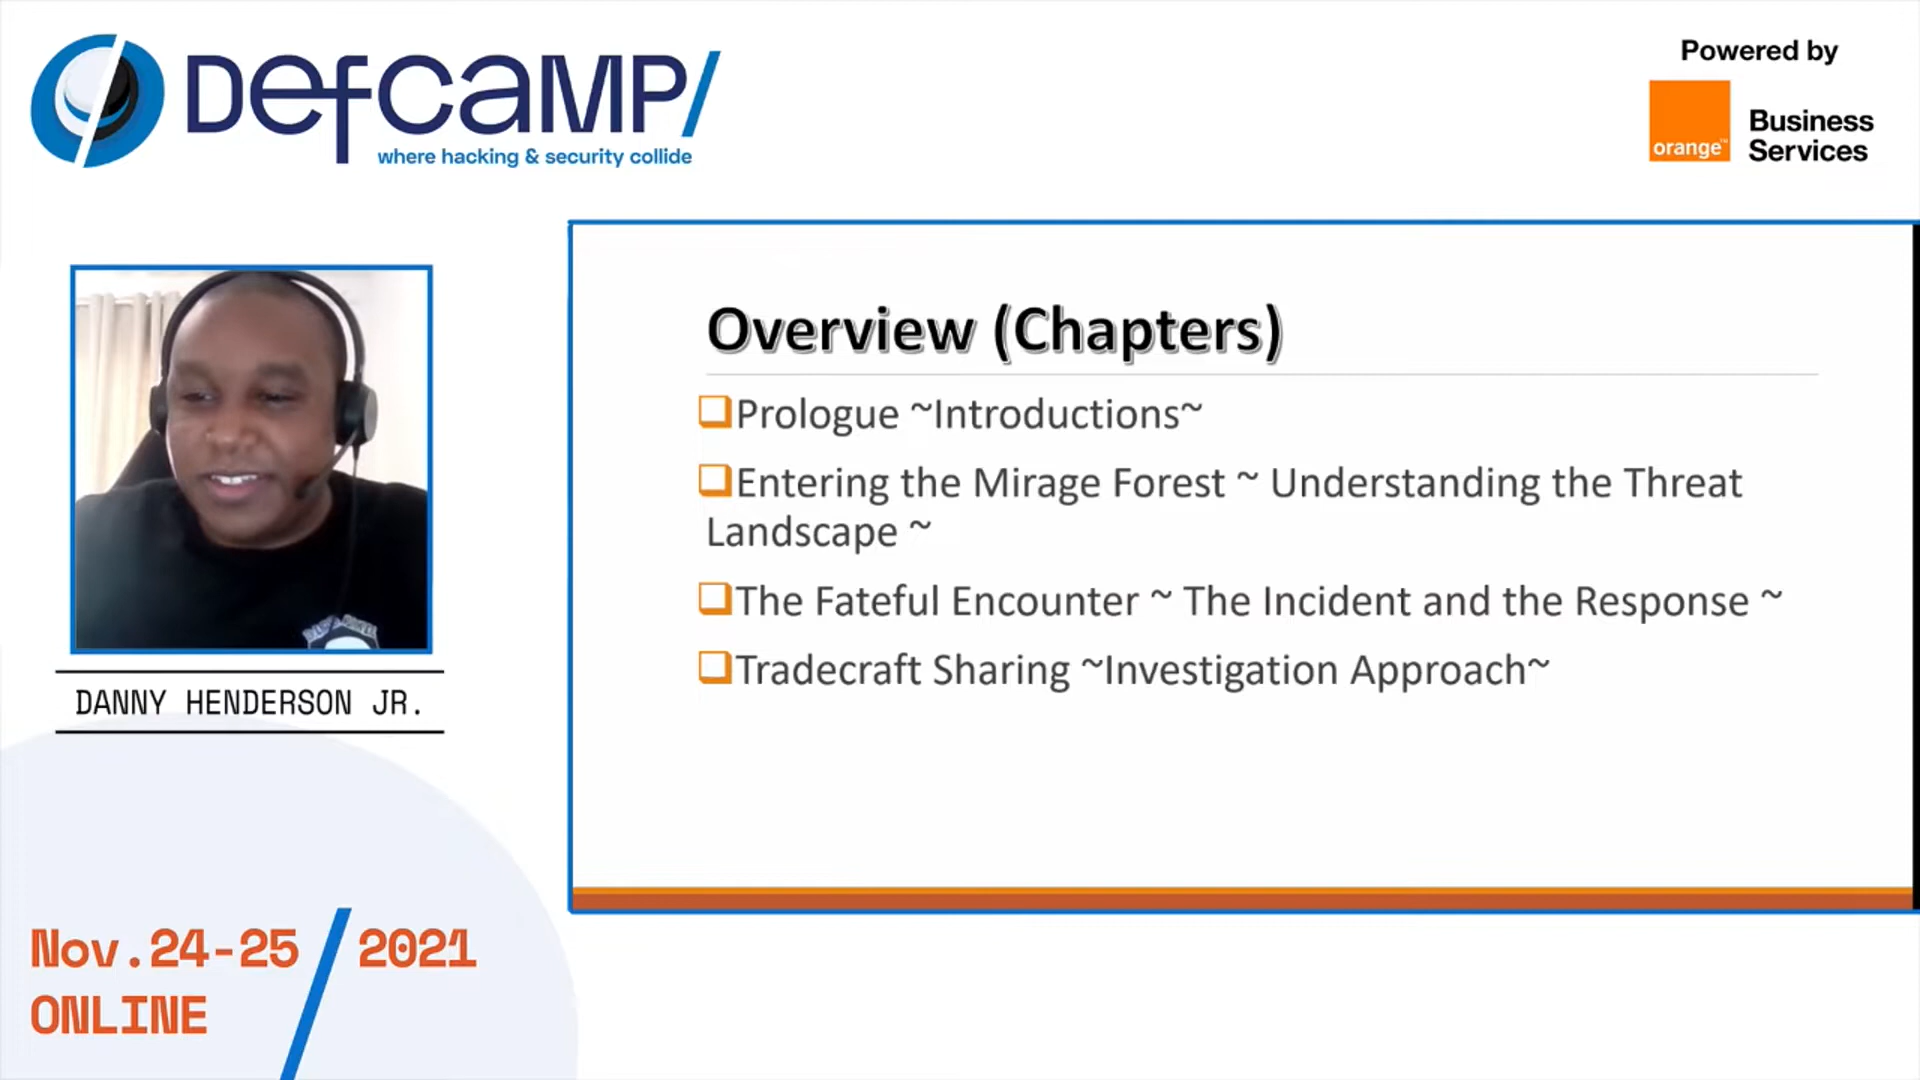 Defcamp/
where hacking & security collide
Powered by
orange™
Business
Services
Overview (Chapters)
Prologue ~Introductions~
Entering the Mirage Forest ~ Understanding the Threat
Landscape ~
The Fateful Encounter ~ The Incident and the Response ~
Tradecraft Sharing ~Investigation Approach~
DANNY HENDERSON JR.
Nov.24-25 / 2021
ONLINE